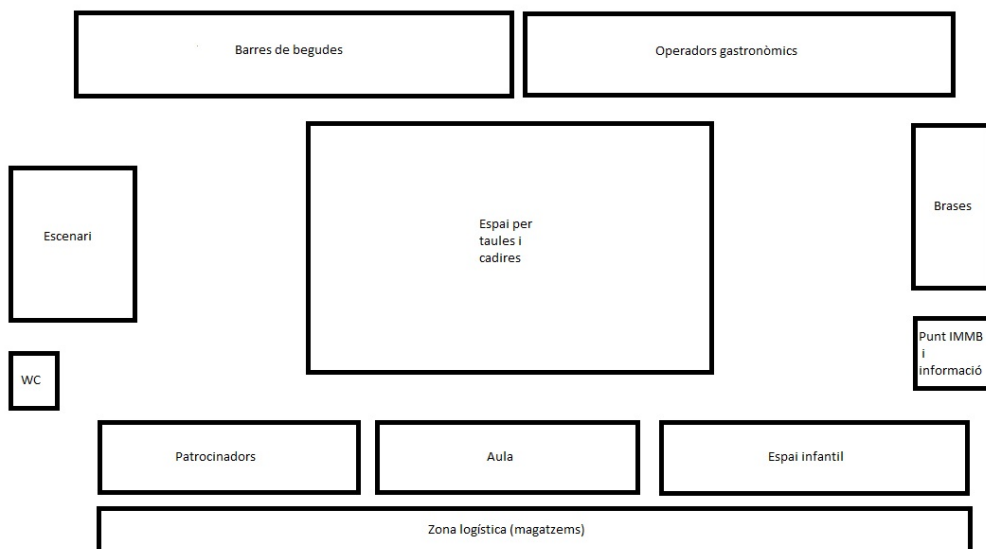 Barres de begudes
Operadors gastronòmics
Escenari
Espai per
taules i
cadires
Brases
Punt IMMB
i
informació
WC
Patrocinadors
Aula
Espai infantil
Zona logística (magatzems)